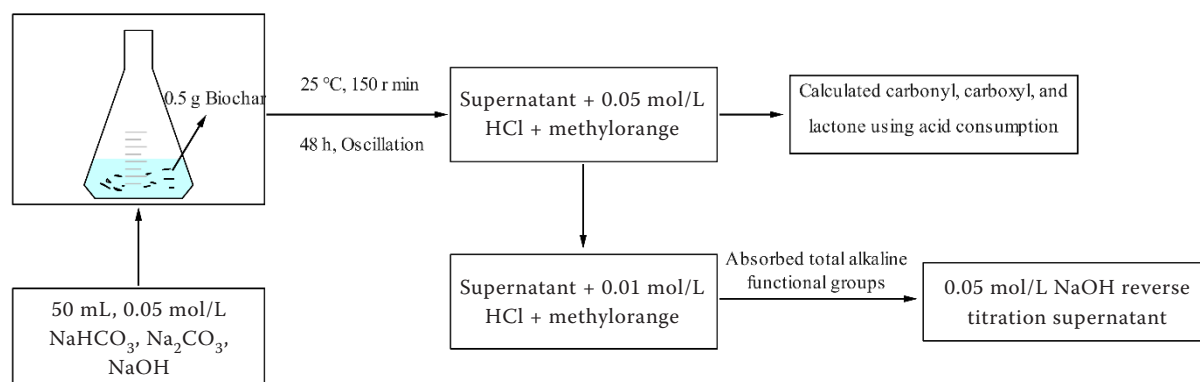 0.5 g Biochar
25 °C, 150 r min
48 h, Oscillation
Supernatant + 0.05 mol/L
HCl + methylorange
Calculated carbonyl, carboxyl, and
lactone using acid consumption
50 mL, 0.05 mol/L
NaHCO₃, Na₂CO₃,
NaOH
Supernatant + 0.01 mol/L
HCl + methylorange
Absorbed total alkaline
functional groups
0.05 mol/L NaOH reverse
titration supernatant